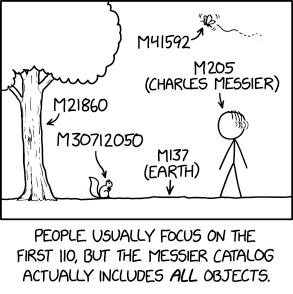 M41592
M205
(CHARLES MESSIER)
M21860
M30712050
M137
(EARTH)
PEOPLE USUALLY FOCUS ON THE
FIRST 110, BUT THE MESSIER CATALOG
ACTUALLY INCLUDES ALL OBJECTS.